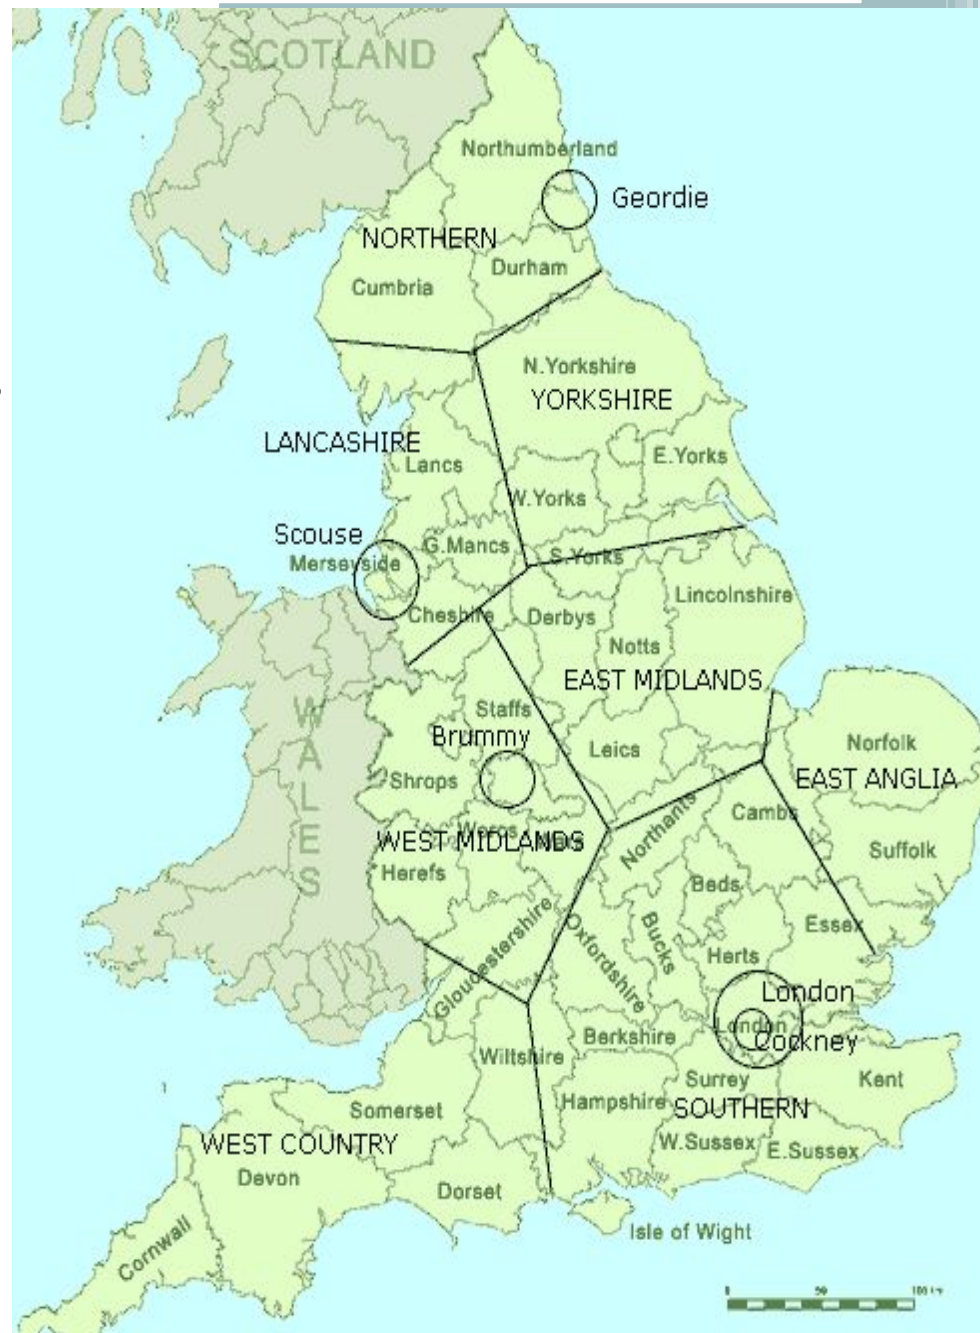 SCOTLAND
Northumberland
Geordie
NORTHERN
Durham
Cumbria
N.Yorkshire
YORKSHIRE
LANCASHIRE
Lancs
E.Yorks
W.Yorks
Scouse
G.Mancs
Merseyside
S.Yorks
Lincolnshire
Cheshire
Derbys
Notts
EAST MIDLANDS
WALES
Staffs
Brummy
Leics
Norfolk
Shrops
EAST ANGLIA
Northants
Cambs
Worcs
WEST MIDLANDS
Suffolk
Herefs
Beds
Essex
Gloucestershire
Oxfordshire
Bucks
Herts
London
London
Cockney
Berkshire
Wiltshire
Surrey
Kent
Somerset
Hampshire
SOUTHERN
WEST COUNTRY
W.Sussex
E.Sussex
Devon
Dorset
Cornwall
Isle of Wight